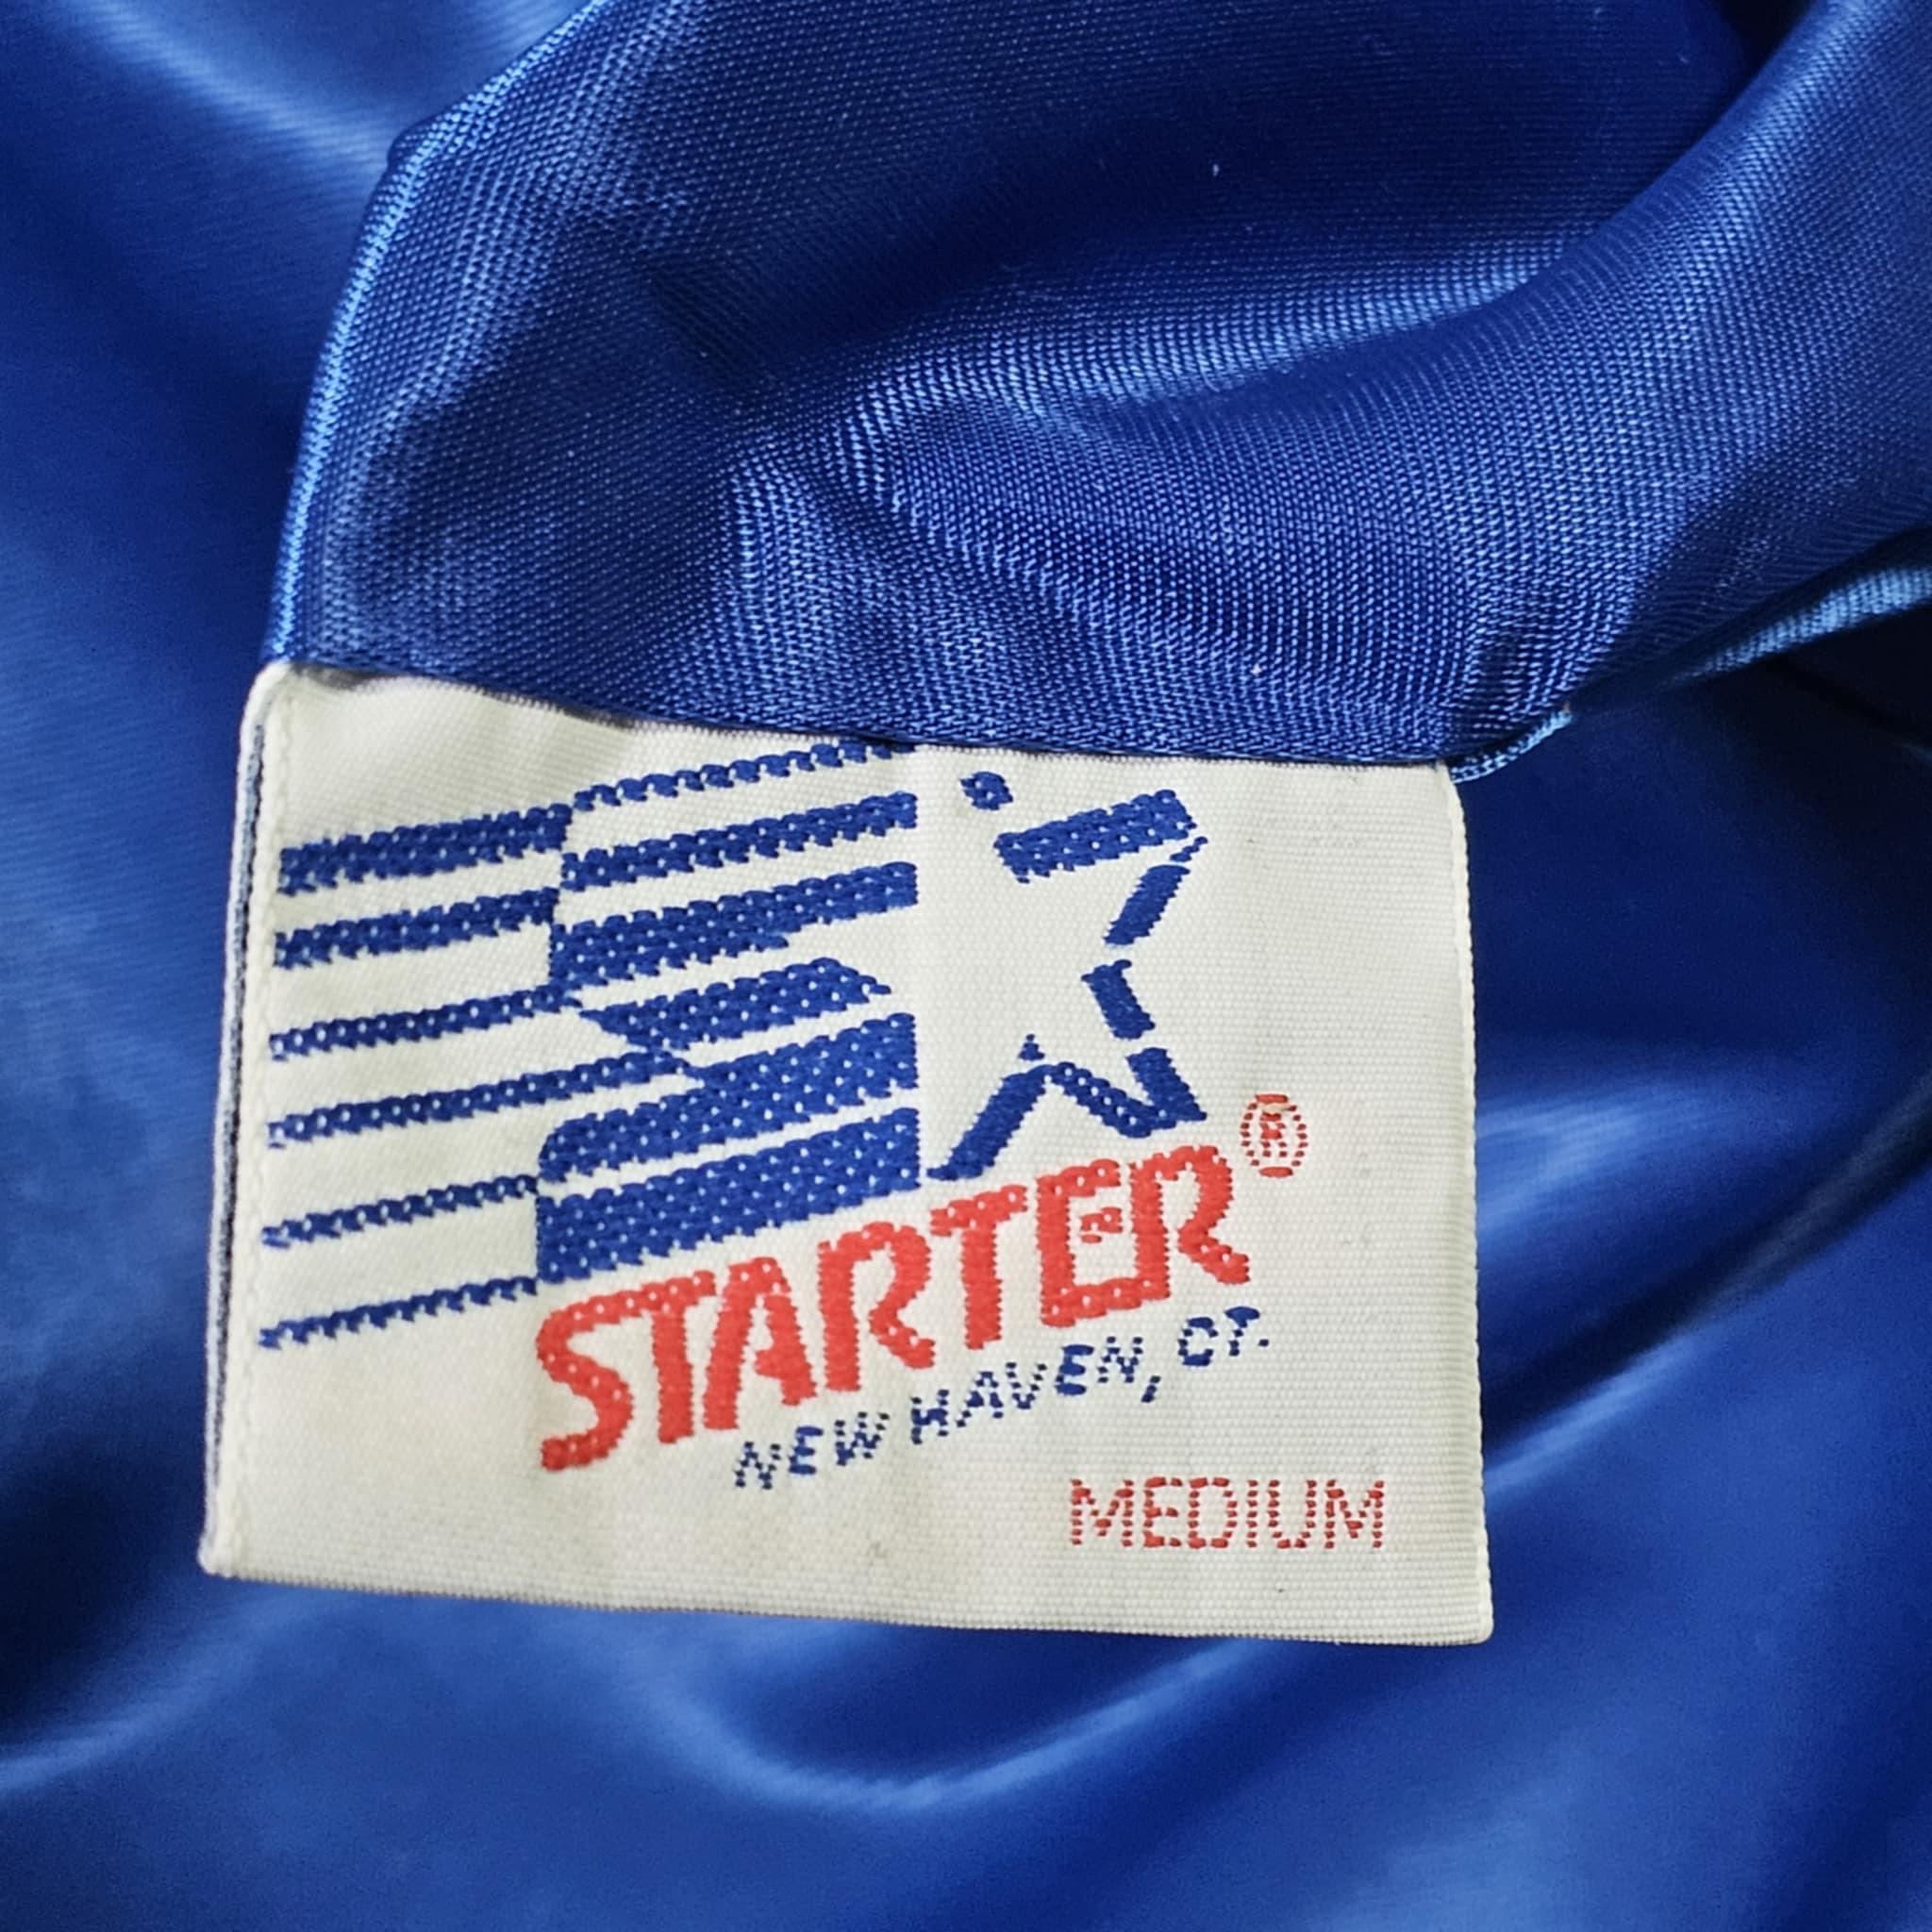 STARTER®
NEW HAVEN, CT.
MEDIUM